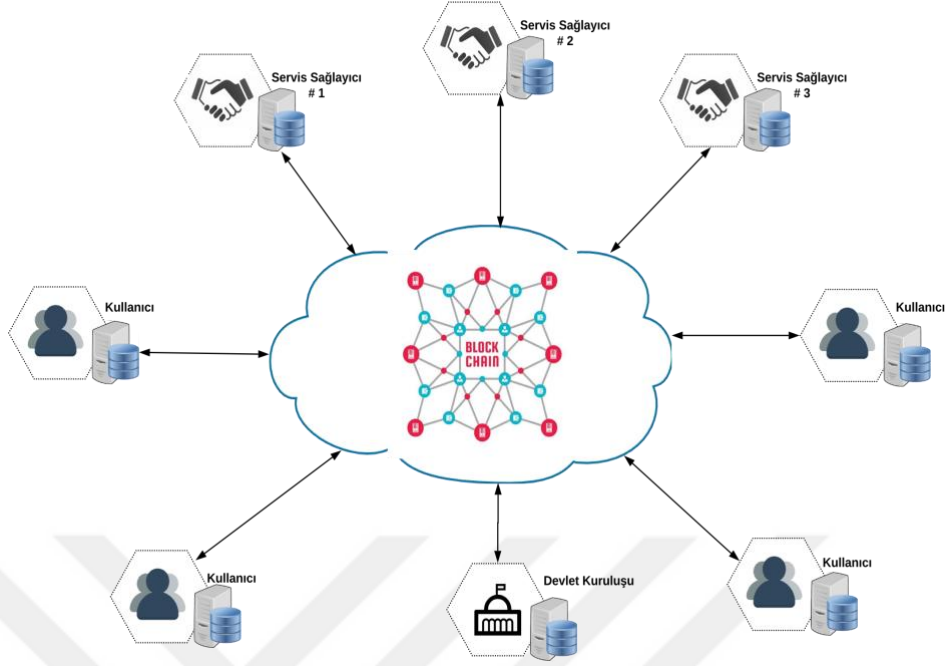 Servis Sağlayıcı
# 2
Servis Sağlayıcı
# 1
Servis Sağlayıcı
# 3
Kullanıcı
BLOCK
CHAIN
Kullanıcı
Kullanıcı
Devlet Kuruluşu
Kullanıcı